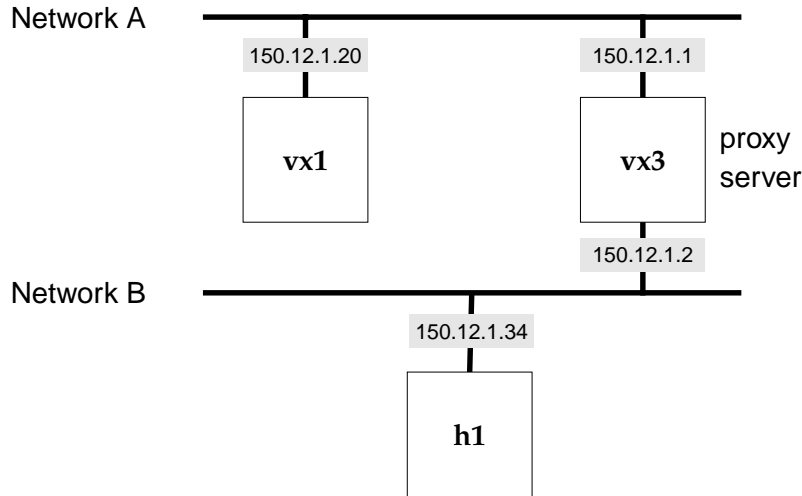 Network A
150.12.1.20
150.12.1.1
vx1
vx3
proxy
server
150.12.1.2
Network B
150.12.1.34
h1